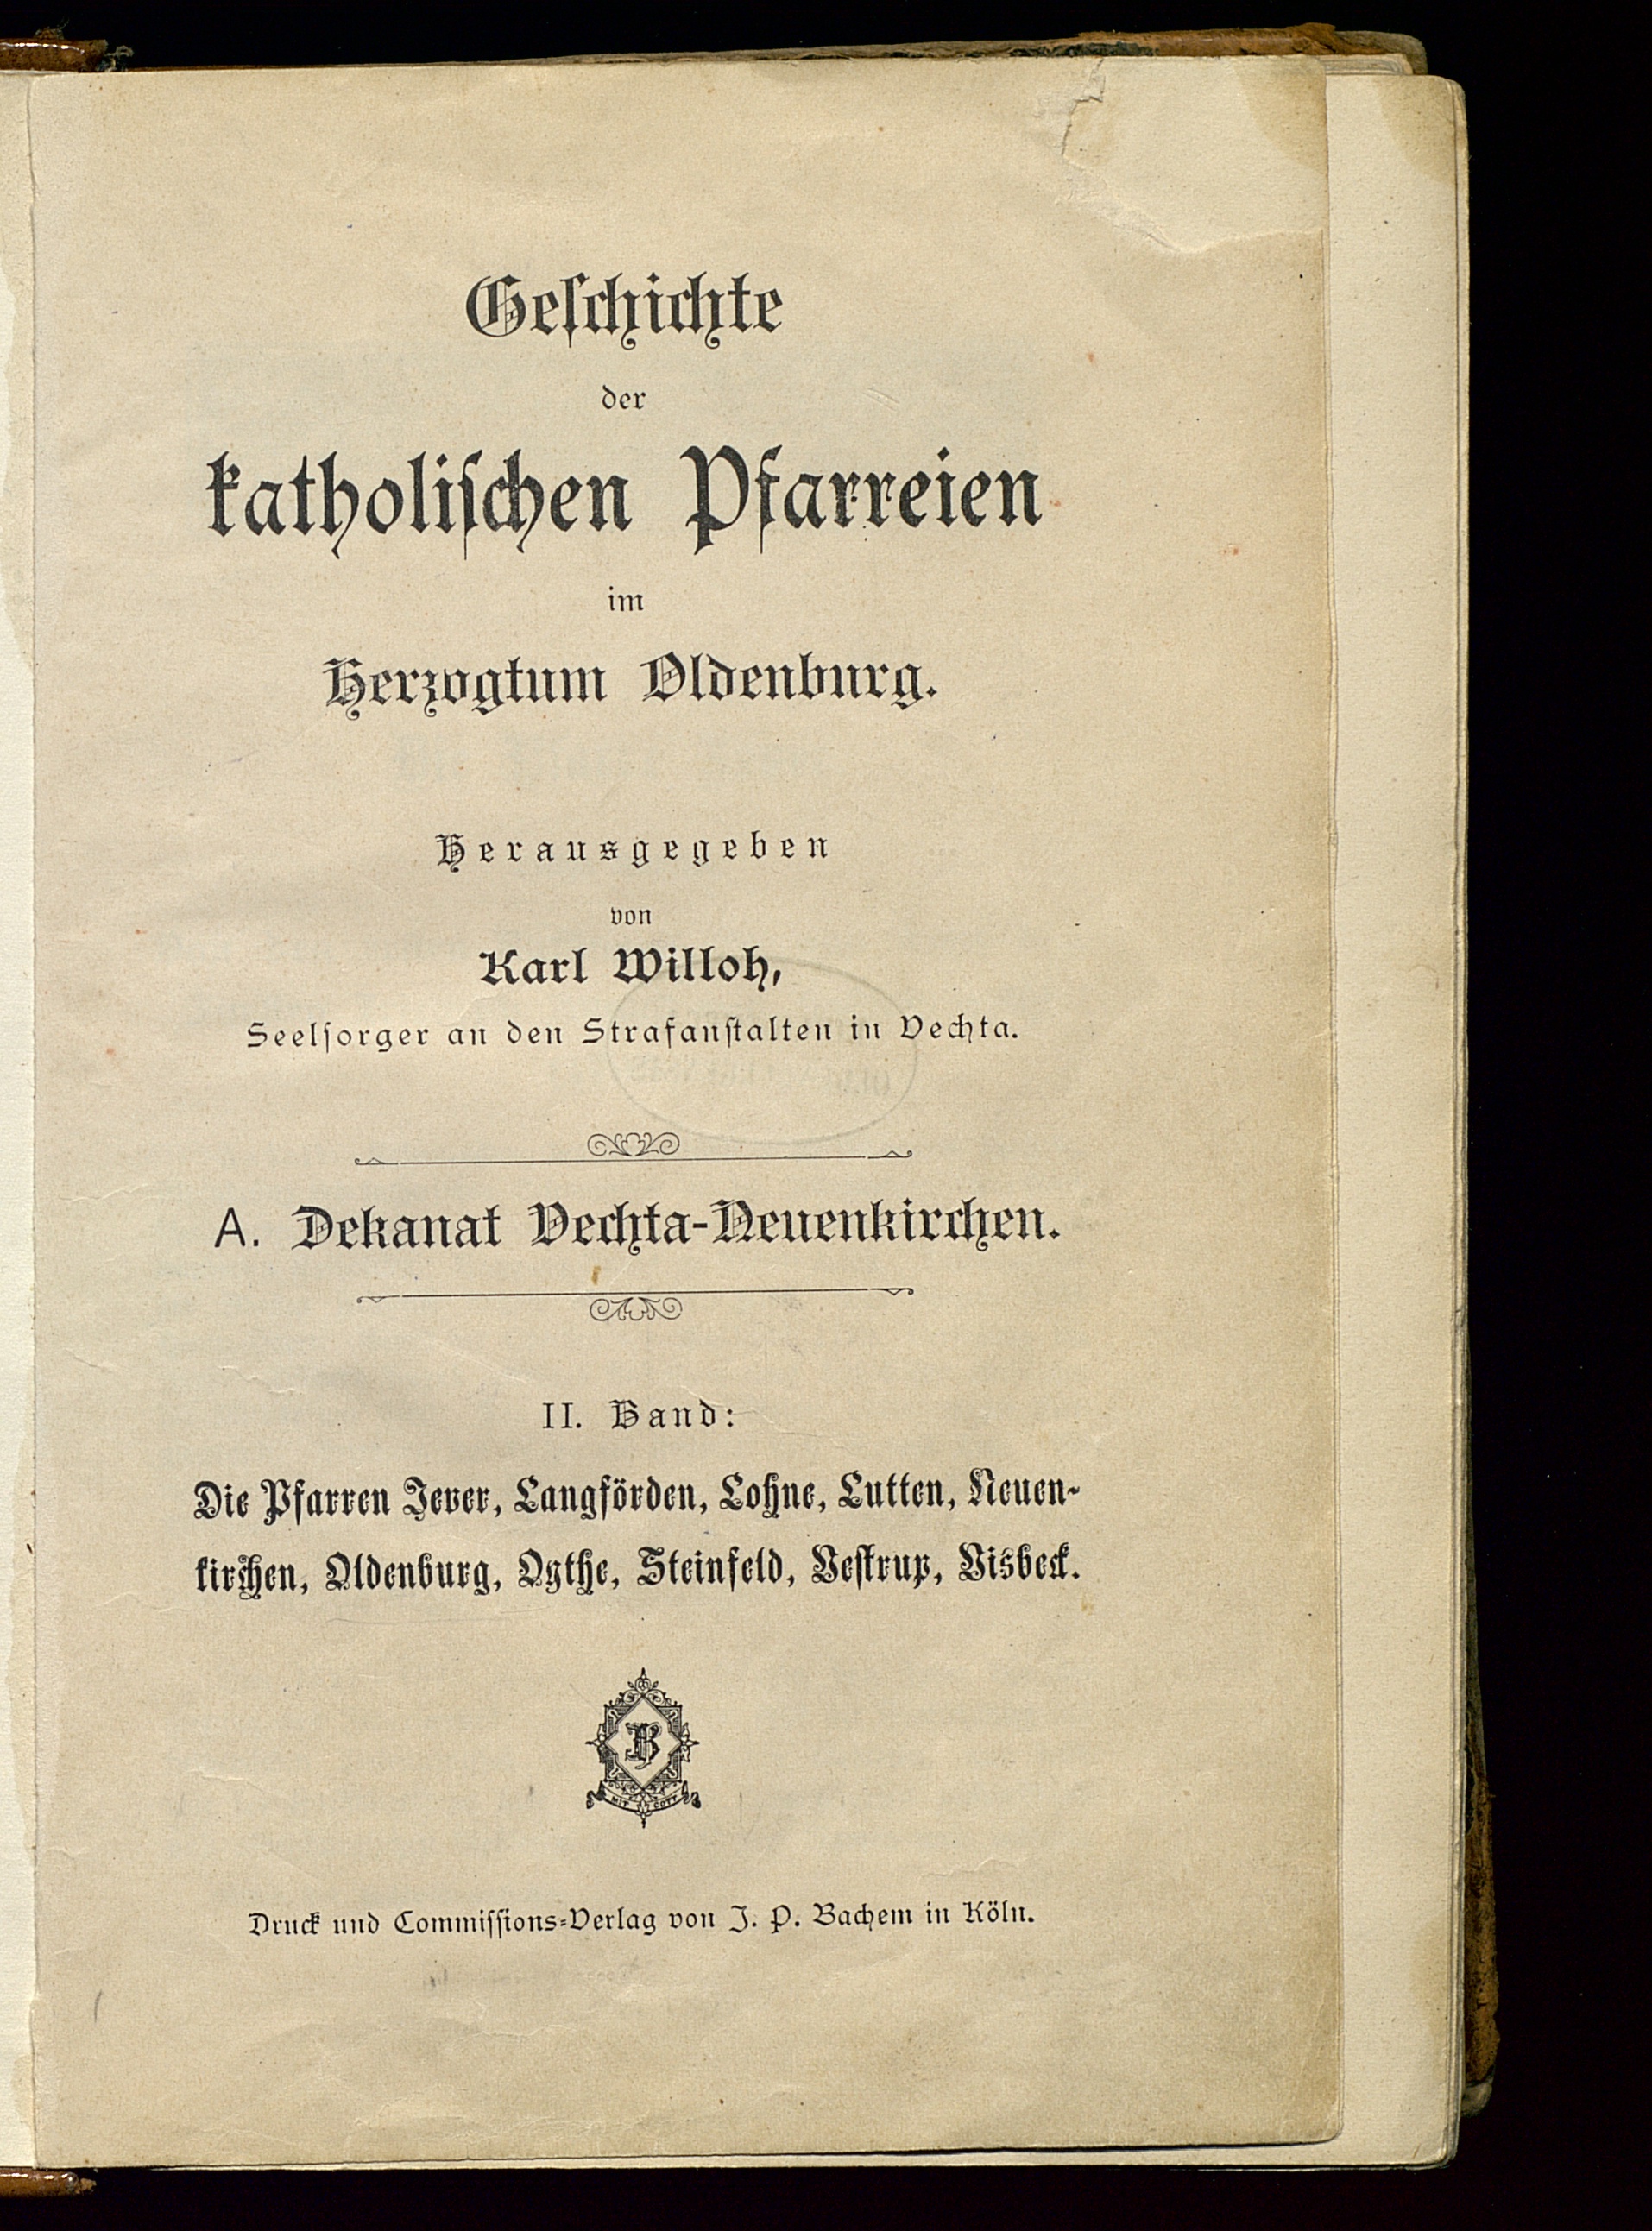 Geſchichte
der
katholiſchen Pfarreien
im
Herzogtum Oldenburg.
Herausgegeben
von
Karl Willoh,
Seelſorger an den Strafanſtalten in Vechta.
A. Dekanat Vechta-Neuenkirchen.
II. Band:
Die Pfarren Jever, Langförden, Lohne, Lutten, Neuen-
kirchen, Oldenburg, Oythe, Steinfeld, Veſtrup, Visbeck.
B
MIT GOTT
Druck und Commiſſions-Verlag von J. P. Bachem in Köln.